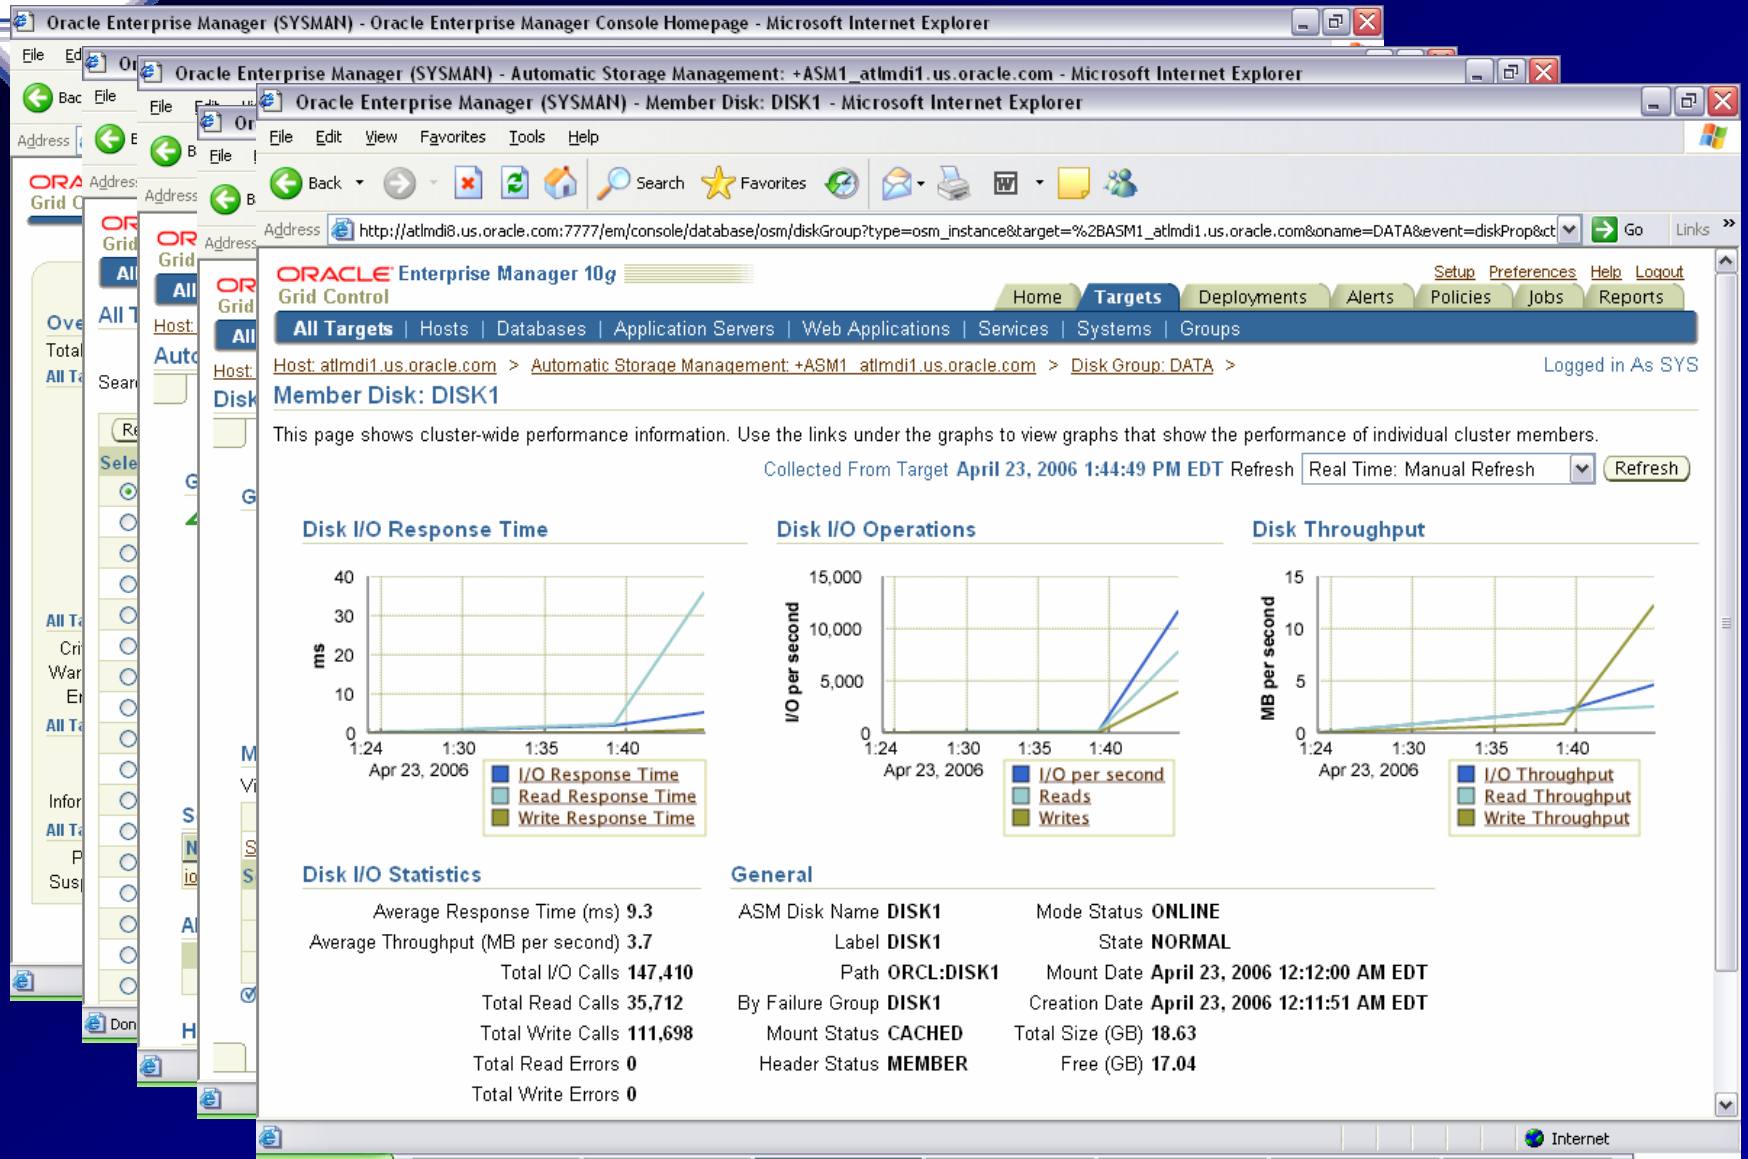 Oracle Enterprise Manager (SYSMAN) - Oracle Enterprise Manager Console Homepage - Microsoft Internet Explorer
File
Oracle Enterprise Manager (SYSMAN) - Automatic Storage Management: +ASM1_atlmdi1.us.oracle.com - Microsoft Internet Explorer
File
File
File
Address
Grid
Grid
All
All T
Host:
Total
Oracle Enterprise Manager (SYSMAN) - Member Disk: DISK1 - Microsoft Internet Explorer
File Edit View Favorites Tools Help
Back Search Favorites
Address http://atlmdi8.us.oracle.com:7777/em/console/database/osm/diskGroup?type=osm_instance&target=%2BASM1_atlmdi1.us.oracle.com&oname=DATA&event=diskProp&ct Go Links »
ORACLE Enterprise Manager 10g
Grid Control
Setup Preferences Help Logout
Home Targets Deployments Alerts Policies Jobs Reports
All Targets | Hosts | Databases | Application Servers | Web Applications | Services | Systems | Groups
Host: atlmdi1.us.oracle.com > Automatic Storage Management: +ASM1_atlmdi1.us.oracle.com > Disk Group: DATA > Logged in As SYS
Member Disk: DISK1
This page shows cluster-wide performance information. Use the links under the graphs to view graphs that show the performance of individual cluster members.
Collected From Target April 23, 2006 1:44:49 PM EDT Refresh Real Time: Manual Refresh Refresh
Disk I/O Response Time
40
30
20
10
0
ms
1:24 1:30 1:35 1:40
Apr 23, 2006
I/O Response Time
Read Response Time
Write Response Time
Disk I/O Operations
15,000
10,000
5,000
0
I/O per second
1:24 1:30 1:35 1:40
Apr 23, 2006
I/O per second
Reads
Writes
Disk Throughput
15
10
5
0
MB per second
1:24 1:30 1:35 1:40
Apr 23, 2006
I/O Throughput
Read Throughput
Write Throughput
Disk I/O Statistics
Average Response Time (ms) 9.3
Average Throughput (MB per second) 3.7
Total I/O Calls 147,410
Total Read Calls 35,712
Total Write Calls 111,698
Total Read Errors 0
Total Write Errors 0
General
ASM Disk Name DISK1
Label DISK1
Path ORCL:DISK1
By Failure Group DISK1
Mount Status CACHED
Header Status MEMBER
Mode Status ONLINE
State NORMAL
Mount Date April 23, 2006 12:12:00 AM EDT
Creation Date April 23, 2006 12:11:51 AM EDT
Total Size (GB) 18.63
Free (GB) 17.04
Internet